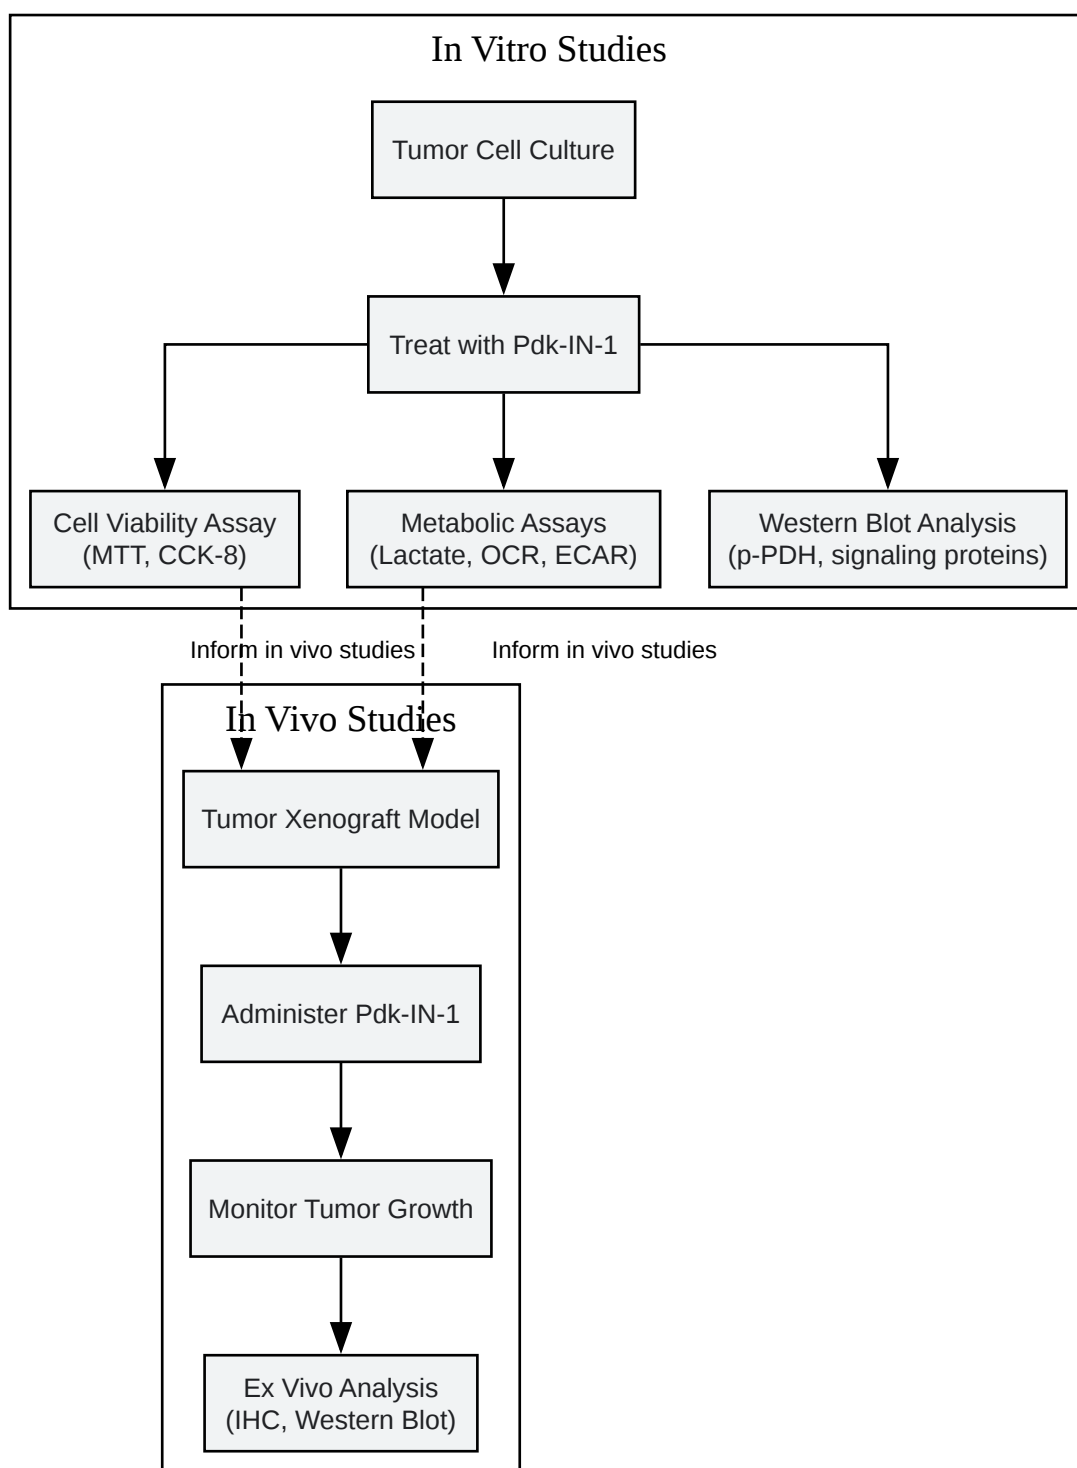 In Vitro Studies
Tumor Cell Culture
Treat with Pdk-IN-1
Cell Viability Assay
(MTT, CCK-8)
Metabolic Assays
(Lactate, OCR, ECAR)
Western Blot Analysis
(p-PDH, signaling proteins)
Inform in vivo studies
Inform in vivo studies
In Vivo Studies
Tumor Xenograft Model
Administer Pdk-IN-1
Monitor Tumor Growth
Ex Vivo Analysis
(IHC, Western Blot)